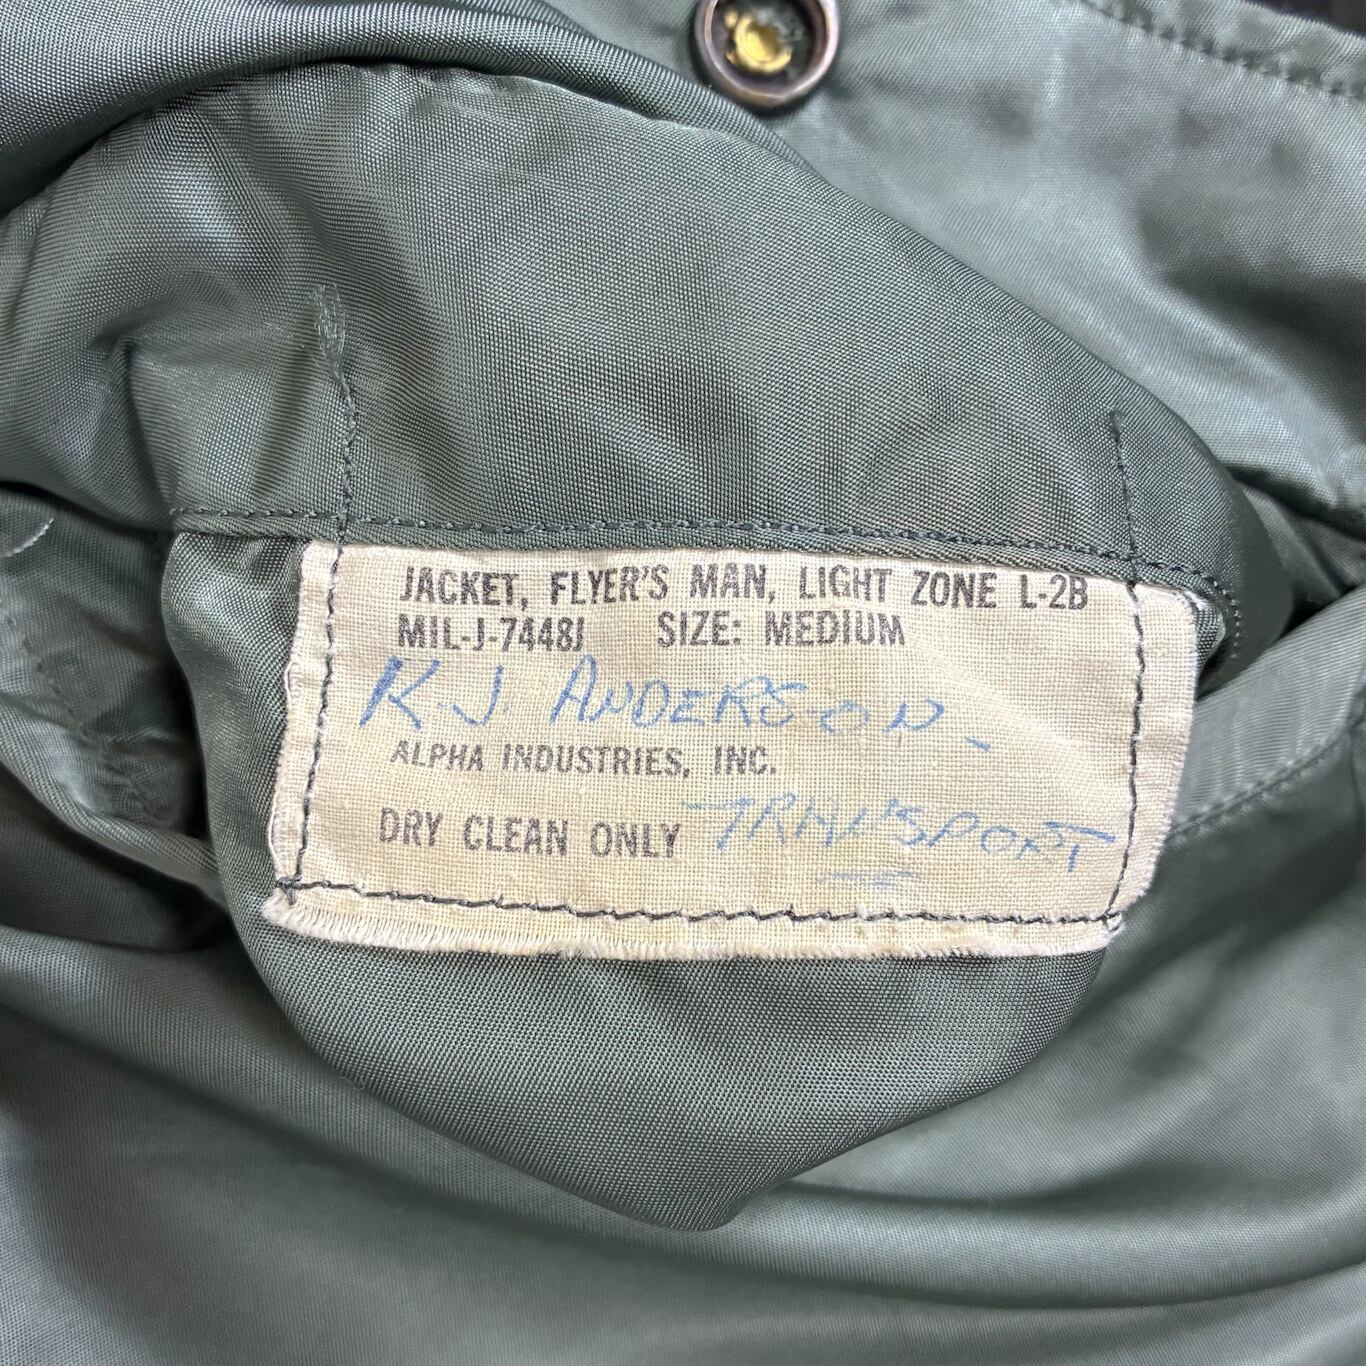 JACKET, FLYER'S MAN, LIGHT ZONE L-2B
MIL-J-7448J SIZE: MEDIUM
K.J. ANDERSON -
ALPHA INDUSTRIES, INC.
DRY CLEAN ONLY TRANSPORT